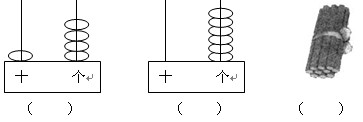 十 个↵ 十 个↵
( ) ( ) ( )